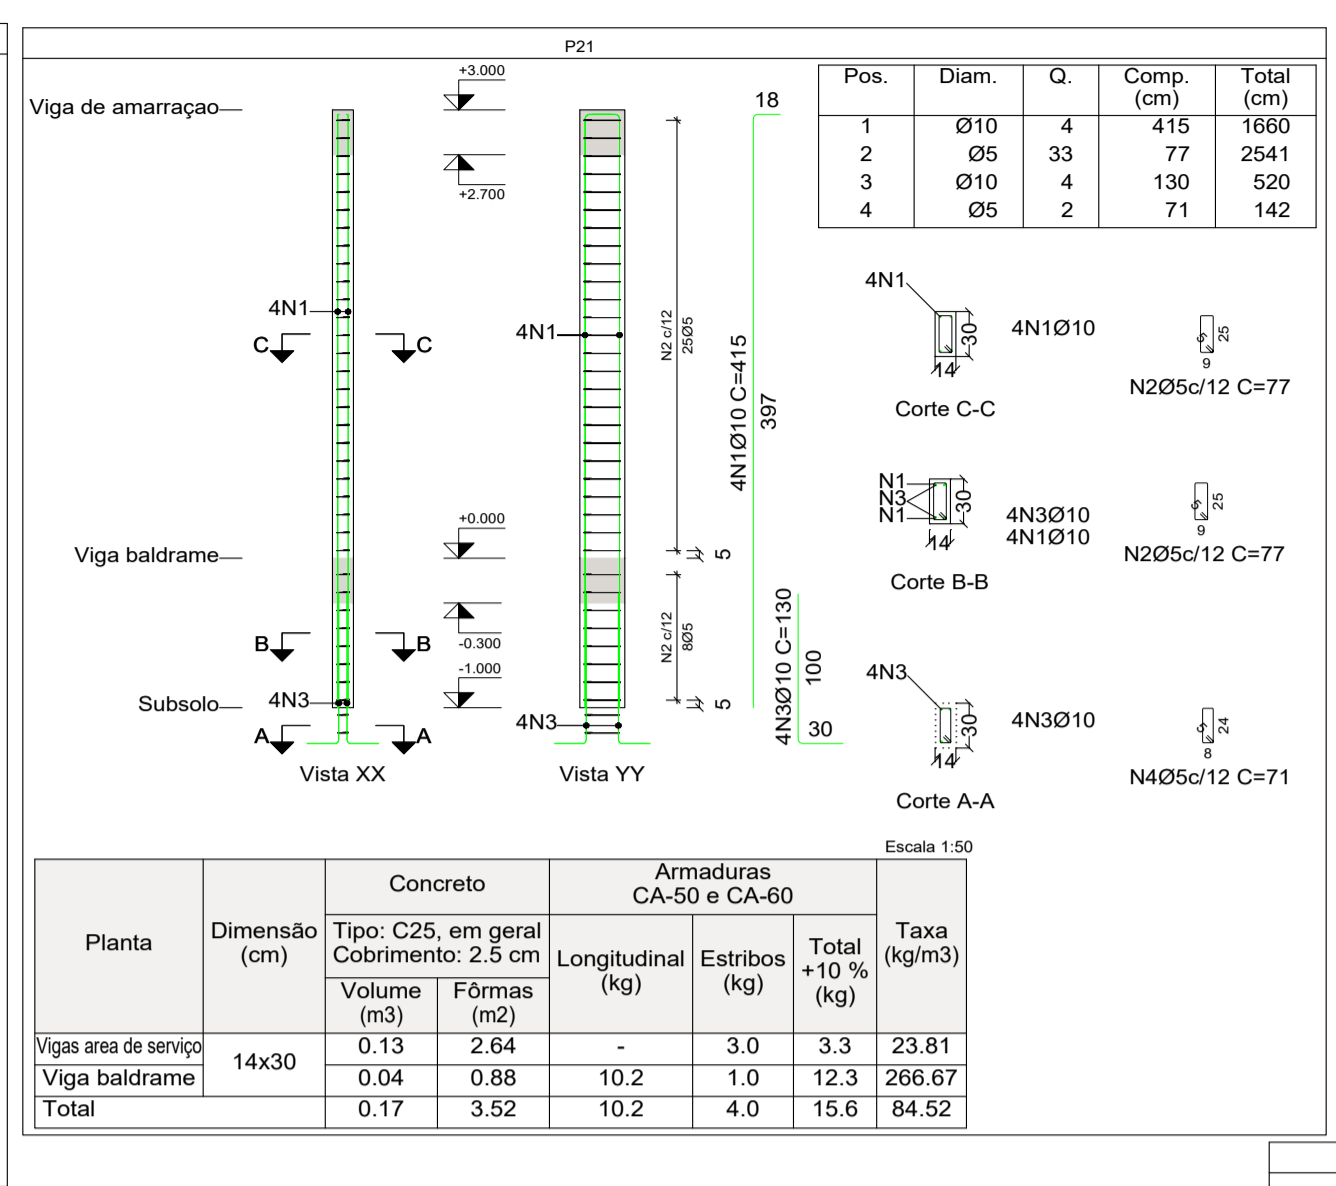 P21
Pos. Diam. Q. Comp. (cm) Total (cm)
1 Ø10 4 415 1660
2 Ø5 33 77 2541
3 Ø10 4 130 520
4 Ø5 2 71 142
Viga de amarraçao
+3.000
+2.700
18
4N1
C C
4N1
N2 c/12
25Ø5
4N1Ø10 C=415
397
Viga baldrame
+0.000
5
-0.300
B B
N2 c/12
8Ø5
-1.000
Subsolo
4N3
5
4N3
A A
4N3Ø10 C=130
100
30
Vista XX
Vista YY
4N1
30
14
4N1Ø10
5
25
9
N2Ø5c/12 C=77
Corte C-C
N1
N3
N1
30
14
4N3Ø10
4N1Ø10
5
25
9
N2Ø5c/12 C=77
Corte B-B
4N3
30
14
4N3Ø10
5
24
8
N4Ø5c/12 C=71
Corte A-A
Escala 1:50
Planta
Dimensão
(cm)
Concreto
Tipo: C25, em geral
Cobrimento: 2.5 cm
Volume
(m3)
Fôrmas
(m2)
Armaduras
CA-50 e CA-60
Longitudinal
(kg)
Estribos
(kg)
Total
+10 %
(kg)
Taxa
(kg/m3)
Vigas area de serviço 14x30 0.13 2.64 - 3.0 3.3 23.81
Viga baldrame 0.04 0.88 10.2 1.0 12.3 266.67
Total 0.17 3.52 10.2 4.0 15.6 84.52